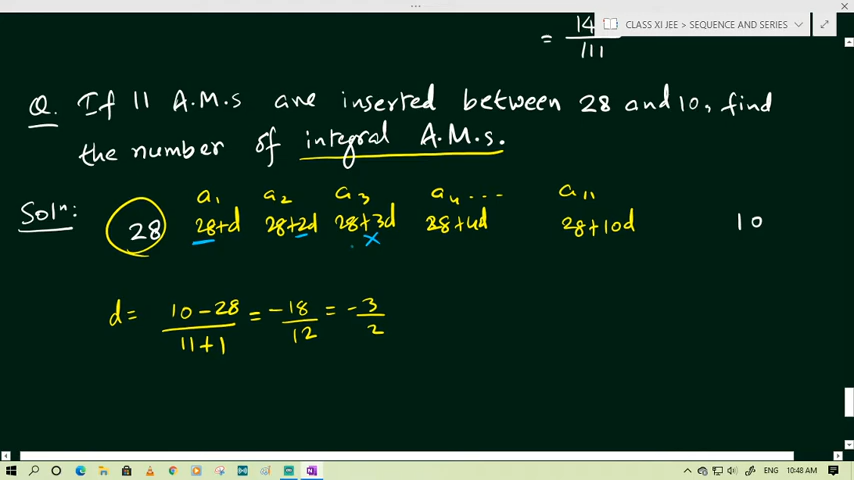 CLASS XI JEE > SEQUENCE AND SERIES
= 14 / 111
Q. If 11 A.M.s are inserted between 28 and 10, find
the number of integral A.M.s.
a1 a2 a3 a4 ... a11
Soln: 28 28+d 28+2d 28+3d 28+4d 28+10d 10
x
d = 10-28 / 11+1 = -18 / 12 = -3 / 2
ENG 10:48 AM